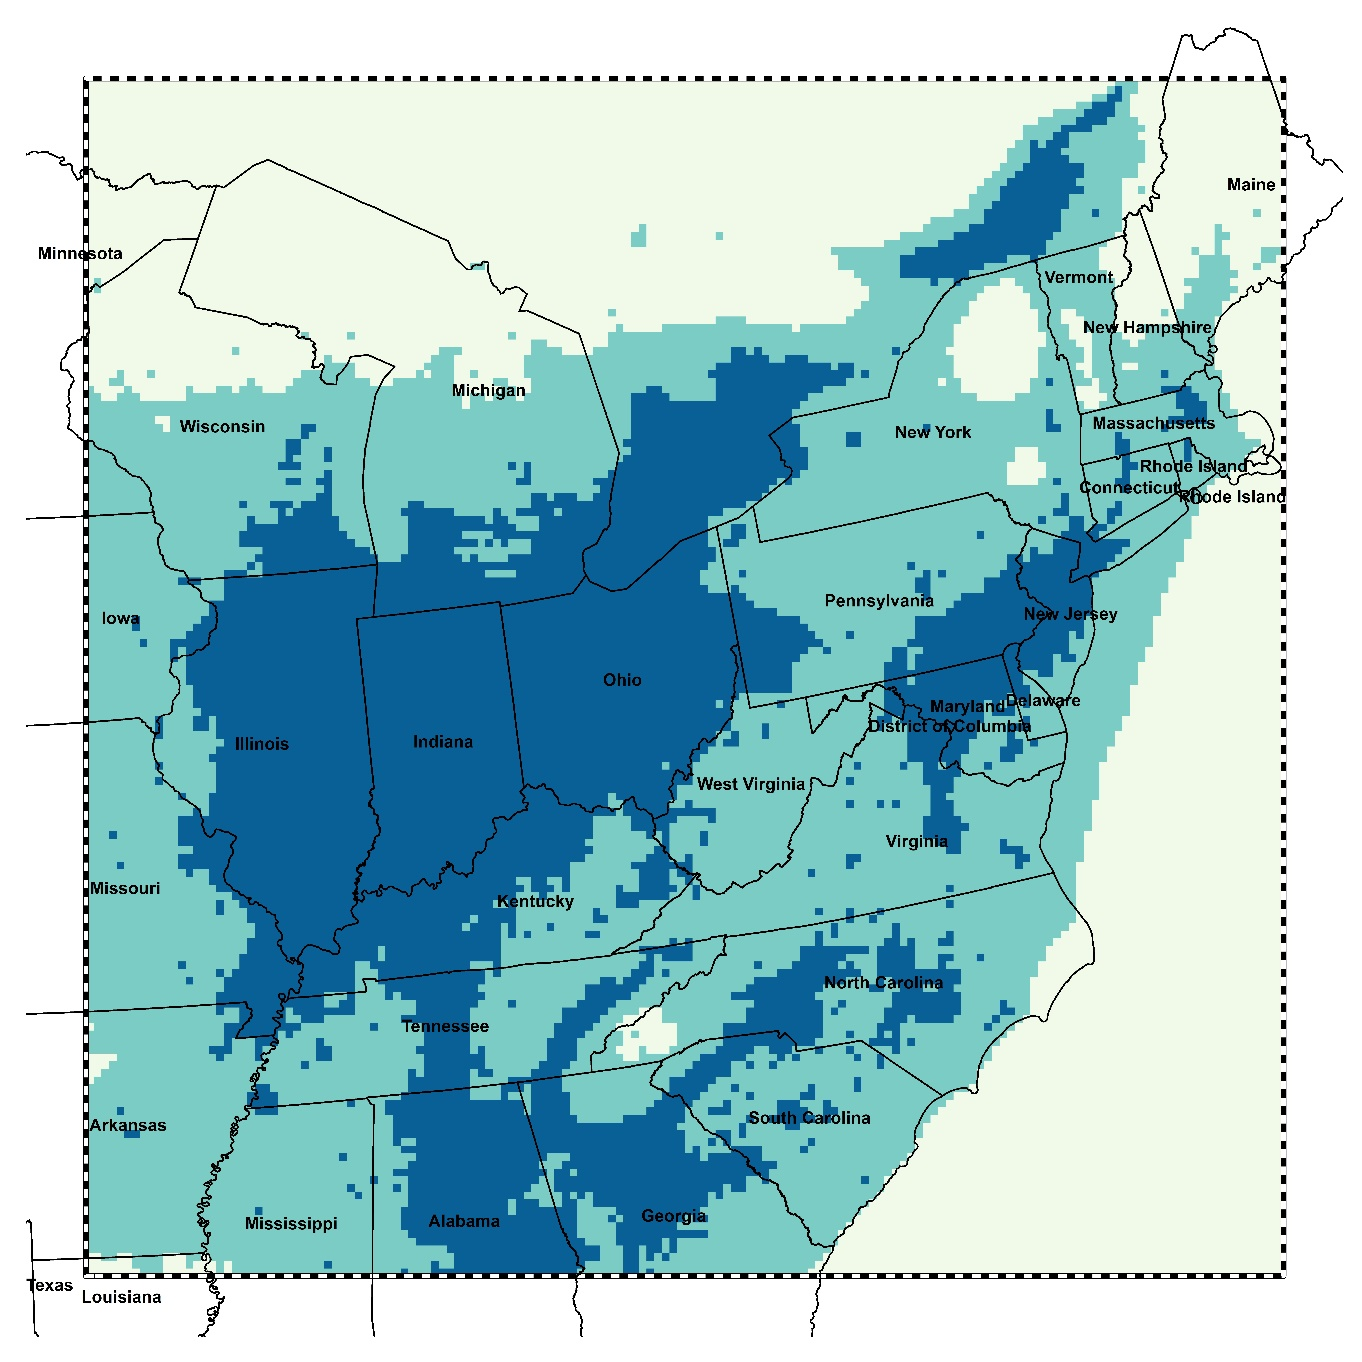 Maine
Minnesota
Vermont
New Hampshire
Michigan
Wisconsin
Massachusetts
New York
Rhode Island
Connecticut
Rhode Island
Pennsylvania
New Jersey
Iowa
Ohio
Delaware
Maryland
District of Columbia
Indiana
Illinois
West Virginia
Virginia
Missouri
Kentucky
North Carolina
Tennessee
South Carolina
Arkansas
Georgia
Alabama
Mississippi
Texas
Louisiana